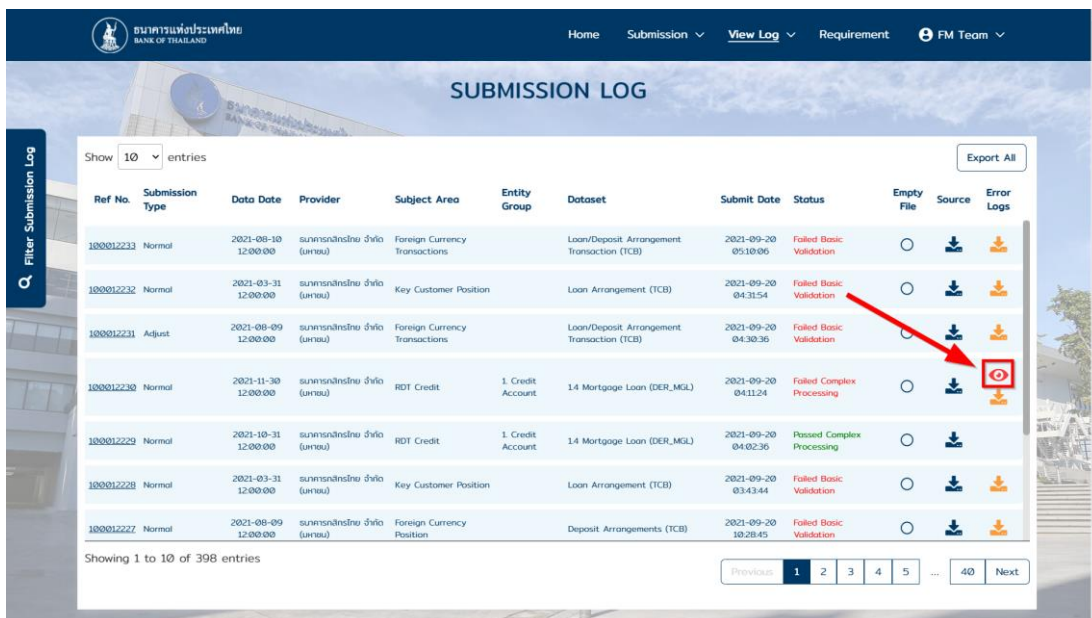 ธนาคารแห่งประเทศไทย
BANK OF THAILAND
Home Submission View Log Requirement FM Team
SUBMISSION LOG
Filter Submission Log
Show 10 entries
Export All
Ref No. Submission Type Data Date Provider Subject Area Entity Group Dataset Submit Date Status Empty File Source Error Logs
100012233 Normal 2021-08-10 12:00:00 ธนาคารกสิกรไทย จำกัด (มหาชน) Foreign Currency Transactions Loan/Deposit Arrangement Transaction (TCB) 2021-09-20 05:10:06 Failed Basic Validation
100012232 Normal 2021-03-31 12:00:00 ธนาคารกสิกรไทย จำกัด (มหาชน) Key Customer Position Loan Arrangement (TCB) 2021-09-20 04:31:54 Failed Basic Validation
100012231 Adjust 2021-08-09 12:00:00 ธนาคารกสิกรไทย จำกัด (มหาชน) Foreign Currency Transactions Loan/Deposit Arrangement Transaction (TCB) 2021-09-20 04:30:36 Failed Basic Validation
100012230 Normal 2021-11-30 12:00:00 ธนาคารกสิกรไทย จำกัด (มหาชน) RDT Credit 1. Credit Account 1.4 Mortgage Loan (DER_MGL) 2021-09-20 04:11:24 Failed Complex Processing
100012229 Normal 2021-10-31 12:00:00 ธนาคารกสิกรไทย จำกัด (มหาชน) RDT Credit 1. Credit Account 1.4 Mortgage Loan (DER_MGL) 2021-09-20 04:02:36 Passed Complex Processing
100012228 Normal 2021-03-31 12:00:00 ธนาคารกสิกรไทย จำกัด (มหาชน) Key Customer Position Loan Arrangement (TCB) 2021-09-20 03:43:44 Failed Basic Validation
100012227 Normal 2021-08-09 12:00:00 ธนาคารกสิกรไทย จำกัด (มหาชน) Foreign Currency Position Deposit Arrangements (TCB) 2021-09-20 10:28:45 Failed Basic Validation
Showing 1 to 10 of 398 entries
Previous 1 2 3 4 5 ... 40 Next